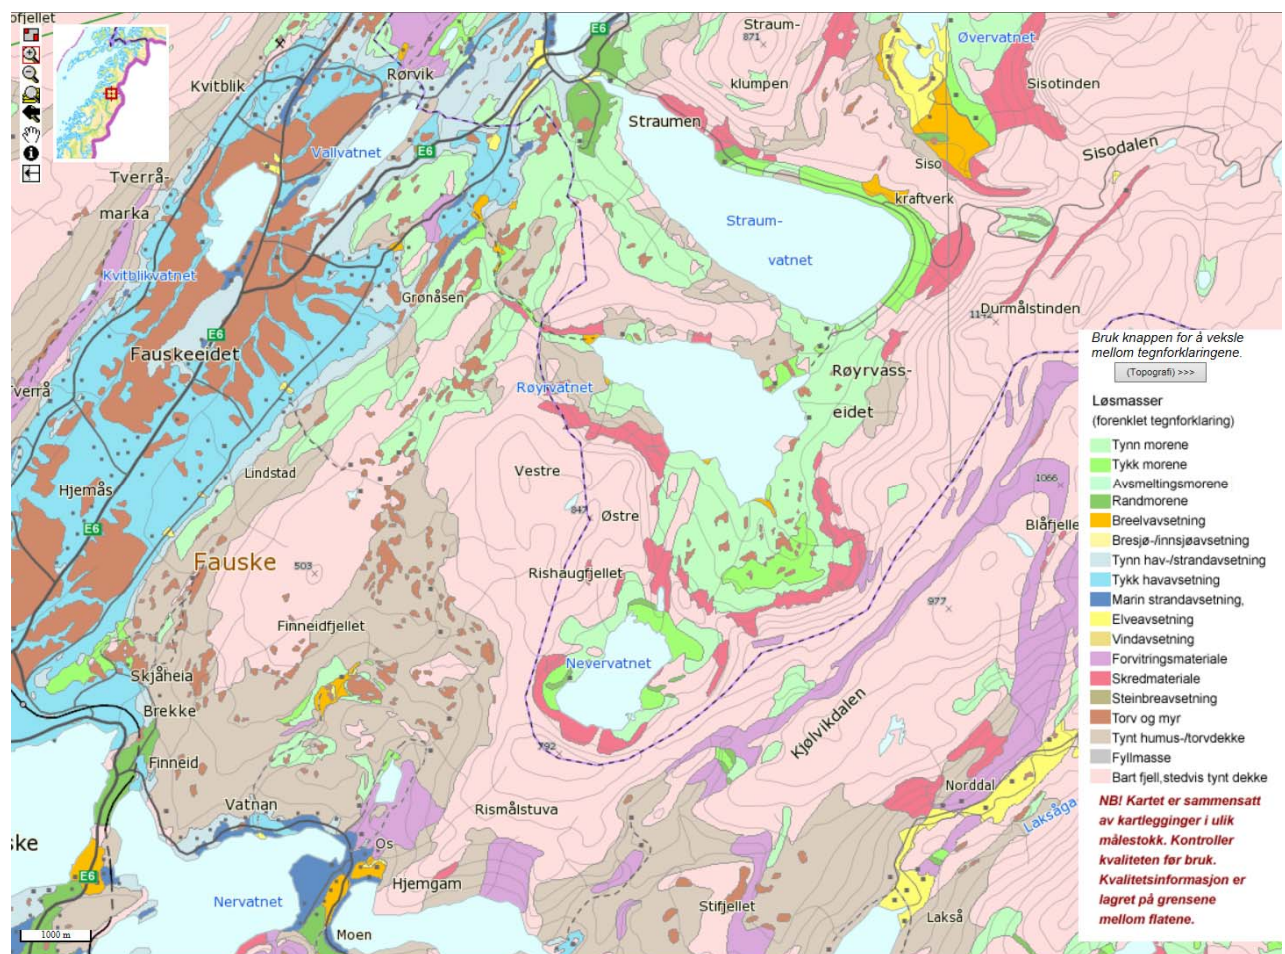 ofjellet
E6
Straum-
871
klumpen
Øvervatnet
Sisotinden
Kvitblik
Rørvik
Straumen
Vallvatnet
E6
Sisodalen
Siso
kraftverk
Tverrå-
marka
Straum-
vatnet
Kvitblikvatnet
Grønåsen
Durmålstinden
1142
E6
Fauskeeidet
Tverrå
Røyrvatnet
Røyrvass-
eidet
Lindstad
Vestre
Hjemås
847
Østre
1066
Blåfjelle
E6
Fauske
503
Rishaugfjellet
977
Finneidfjellet
Nevervatnet
Skjåheia
Brekke
Kjølvikdalen
792
Finneid
Norddal
Vatnan
Rismålstuva
Laksåga
ske
Os
E6
Hjemgam
Nervatnet
Stifjellet
Lakså
Moen
1000 m
Bruk knappen for å veksle
mellom tegnforklaringene.
(Topografi) >>>
Løsmasser
(forenklet tegnforklaring)
Tynn morene
Tykk morene
Avsmeltingsmorene
Randmorene
Breelvavsetning
Bresjø-/innsjøavsetning
Tynn hav-/strandavsetning
Tykk havavsetning
Marin strandavsetning,
Elveavsetning
Vindavsetning
Forvitringsmateriale
Skredmateriale
Steinbreavsetning
Torv og myr
Tynt humus-/torvdekke
Fyllmasse
Bart fjell,stedvis tynt dekke
NB! Kartet er sammensatt
av kartlegginger i ulik
målestokk. Kontroller
kvaliteten før bruk.
Kvalitetsinformasjon er
lagret på grensene
mellom flatene.